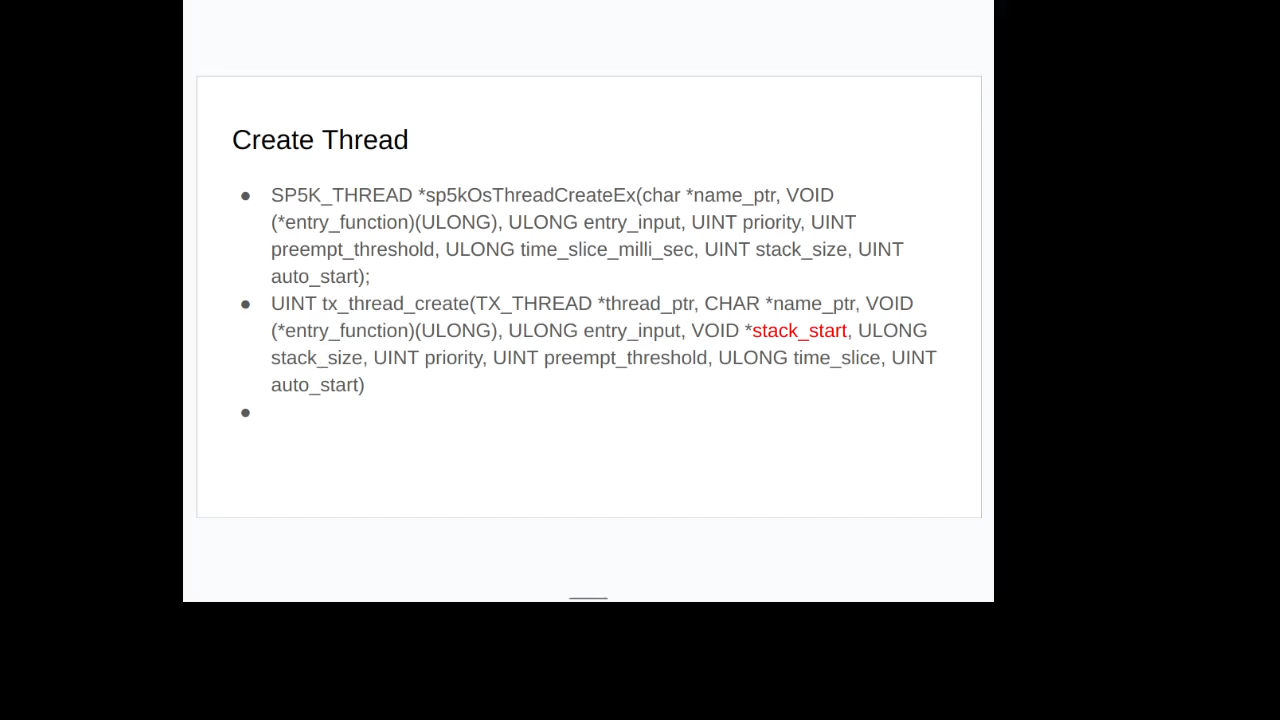 Create Thread
● SP5K_THREAD *sp5kOsThreadCreateEx(char *name_ptr, VOID
(*entry_function)(ULONG), ULONG entry_input, UINT priority, UINT
preempt_threshold, ULONG time_slice_milli_sec, UINT stack_size, UINT
auto_start);
● UINT tx_thread_create(TX_THREAD *thread_ptr, CHAR *name_ptr, VOID
(*entry_function)(ULONG), ULONG entry_input, VOID *stack_start, ULONG
stack_size, UINT priority, UINT preempt_threshold, ULONG time_slice, UINT
auto_start)
●